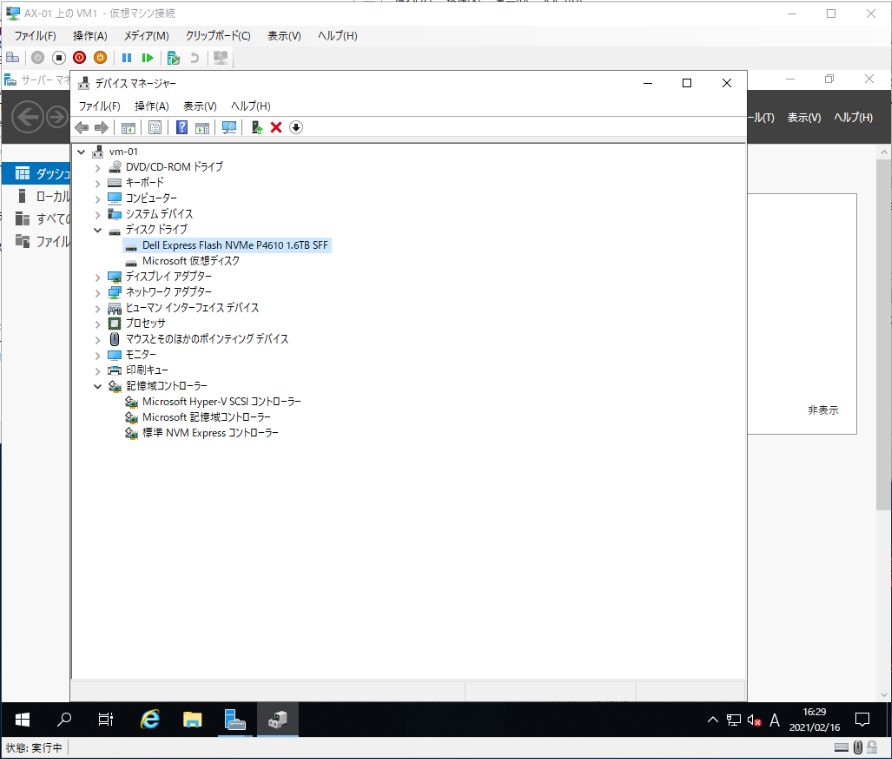 AX-01 上の VM1 - 仮想マシン接続
ファイル(F) 操作(A) メディア(M) クリップボード(C) 表示(V) ヘルプ(H)
サーバー マネ
デバイス マネージャー
ファイル(F) 操作(A) 表示(V) ヘルプ(H)
ール(T) 表示(V) ヘルプ(H)
vm-01
DVD/CD-ROM ドライブ
キーボード
コンピューター
システム デバイス
ディスク ドライブ
Dell Express Flash NVMe P4610 1.6TB SFF
Microsoft 仮想ディスク
ディスプレイ アダプター
ネットワーク アダプター
ヒューマン インターフェイス デバイス
プロセッサ
マウスとそのほかのポインティング デバイス
モニター
印刷キュー
記憶域コントローラー
Microsoft Hyper-V SCSI コントローラー
Microsoft 記憶域コントローラー
標準 NVM Express コントローラー
ダッシュ
ローカル
すべての
ファイル
非表示
A
16:29
2021/02/16
状態: 実行中